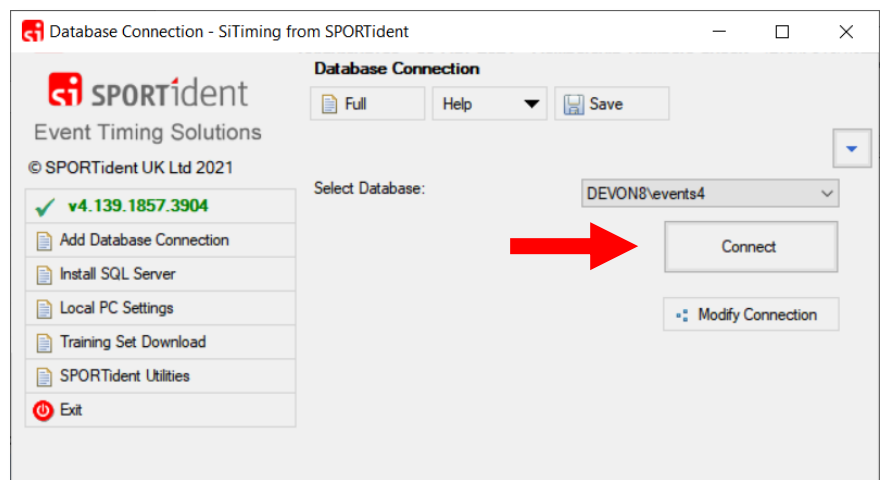 Database Connection - SiTiming from SPORTident
SPORTident
Event Timing Solutions
© SPORTident UK Ltd 2021
v4.139.1857.3904
Add Database Connection
Install SQL Server
Local PC Settings
Training Set Download
SPORTident Utilities
Exit
Database Connection
Full Help Save
Select Database: DEVON8\events4
Connect
Modify Connection